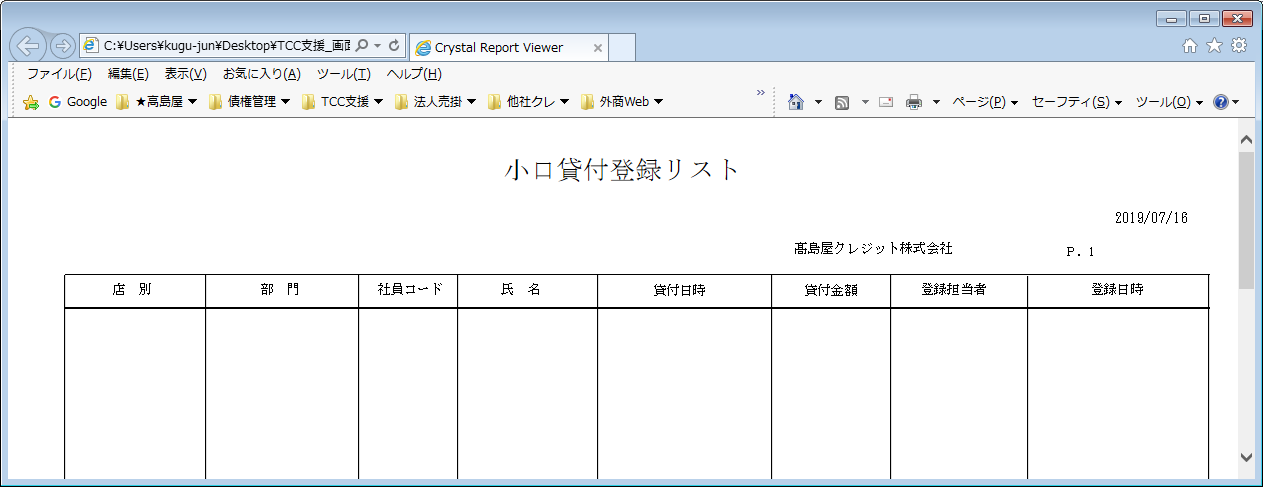 C:¥Users¥kugu-jun¥Desktop¥TCC支援_画面
Crystal Report Viewer
ファイル(F) 編集(E) 表示(V) お気に入り(A) ツール(T) ヘルプ(H)
Google ★高島屋 債権管理 TCC支援 法人売掛 他社クレ 外商Web » ページ(P) セーフティ(S) ツール(O)
小口貸付登録リスト
2019/07/16
髙島屋クレジット株式会社 P. 1
店 別 部 門 社員コード 氏 名 貸付日時 貸付金額 登録担当者 登録日時